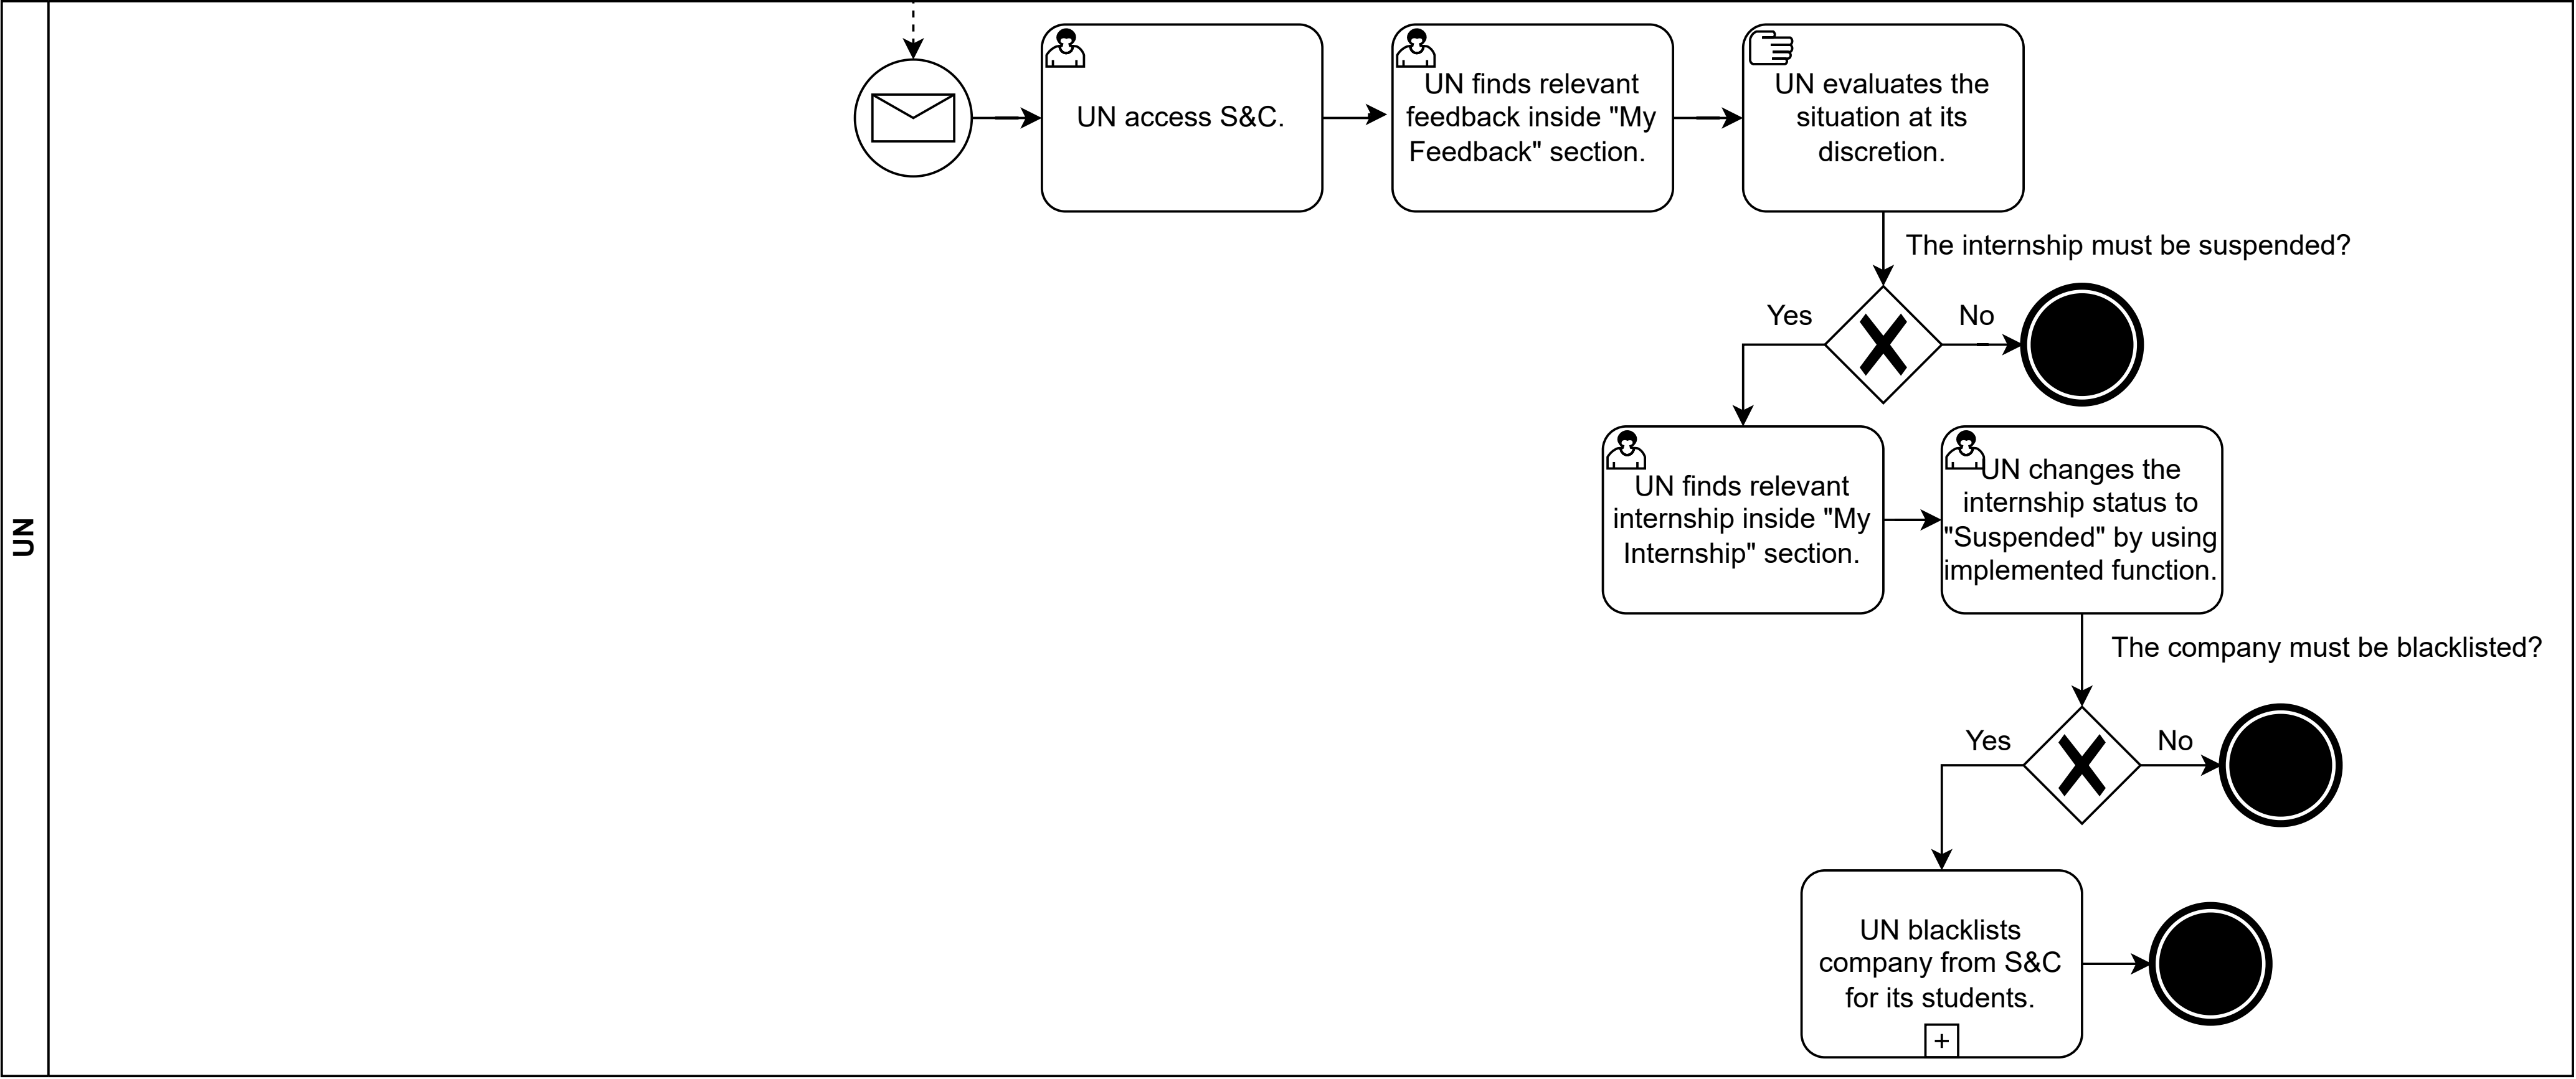 UN
UN access S&C.
UN finds relevant
feedback inside "My
Feedback" section.
UN evaluates the
situation at its
discretion.
The internship must be suspended?
Yes
No
UN finds relevant
internship inside "My
Internship" section.
UN changes the
internship status to
"Suspended" by using
implemented function.
The company must be blacklisted?
Yes
No
UN blacklists
company from S&C
for its students.